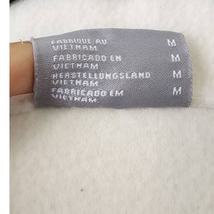 FABRIQUE AU M
VIETNAM
FABRICADO EN M
VIETNAM
HERSTELLUNGSLAND M
VIETNAM
FABRICADO EM M
VIETNAM